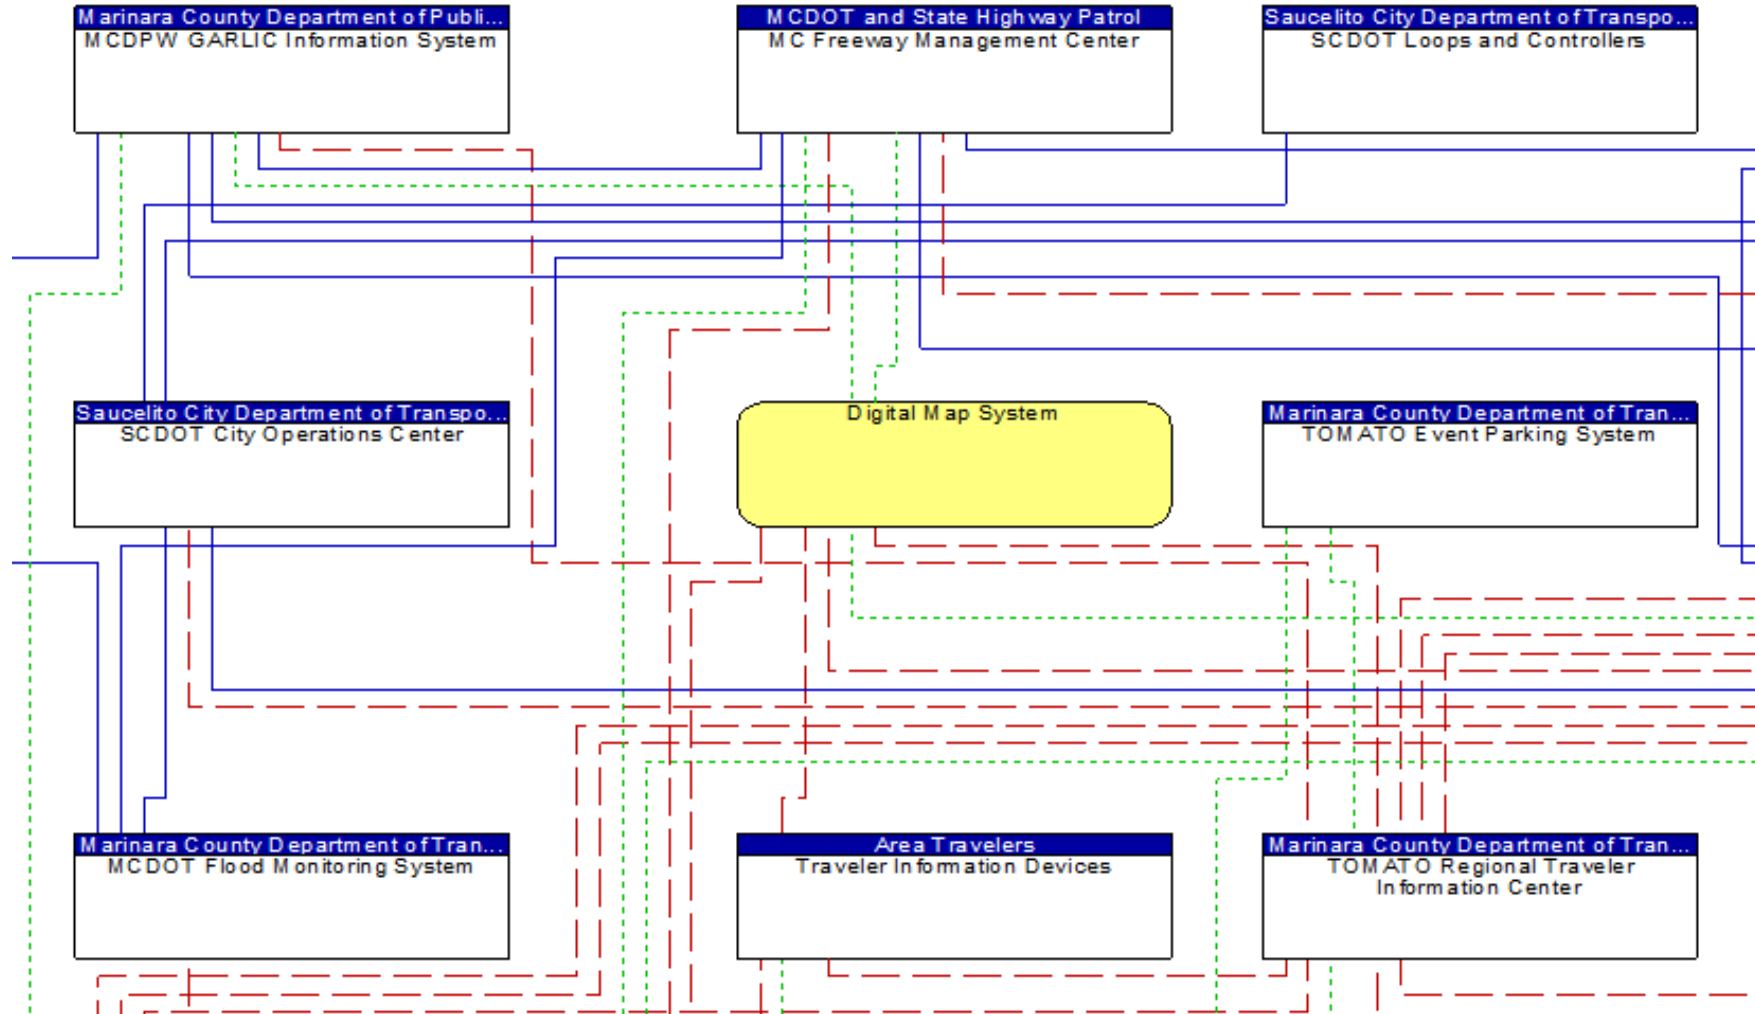 Marinara County Department of Publi...
MCDPW GARLIC Information System
MCDOT and State Highway Patrol
MC Freeway Management Center
Saucelito City Department of Transpo...
SCDOT Loops and Controllers
Saucelito City Department of Transpo...
SCDOT City Operations Center
Digital Map System
Marinara County Department of Tran...
TOMATO Event Parking System
Marinara County Department of Tran...
MCDOT Flood Monitoring System
Area Travelers
Traveler Information Devices
Marinara County Department of Tran...
TOMATO Regional Traveler
Information Center